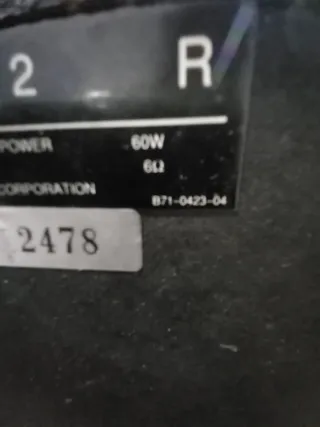 2 R
POWER 60W
6Ω
CORPORATION
B71-0423-04
2478